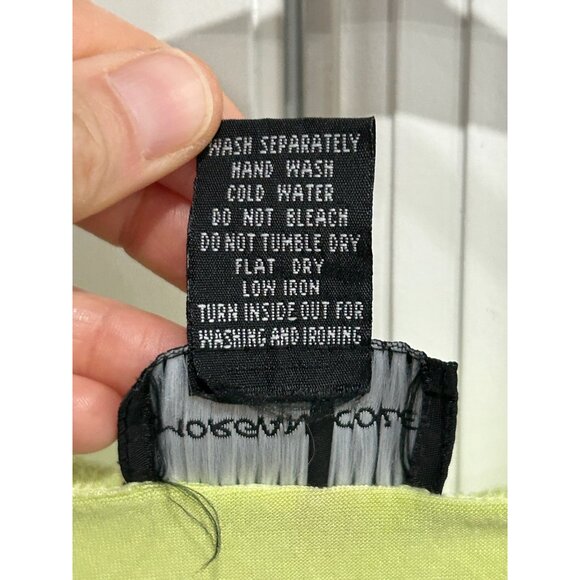 WASH SEPARATELY
HAND WASH
COLD WATER
DO NOT BLEACH
DO NOT TUMBLE DRY
FLAT DRY
LOW IRON
TURN INSIDE OUT FOR
WASHING AND IRONING